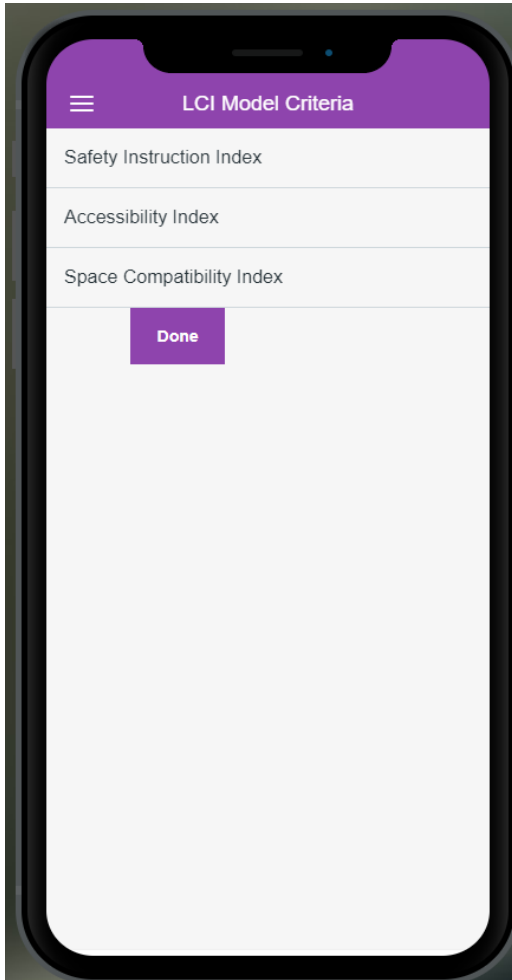 LCI Model Criteria
Safety Instruction Index
Accessibility Index
Space Compatibility Index
Done